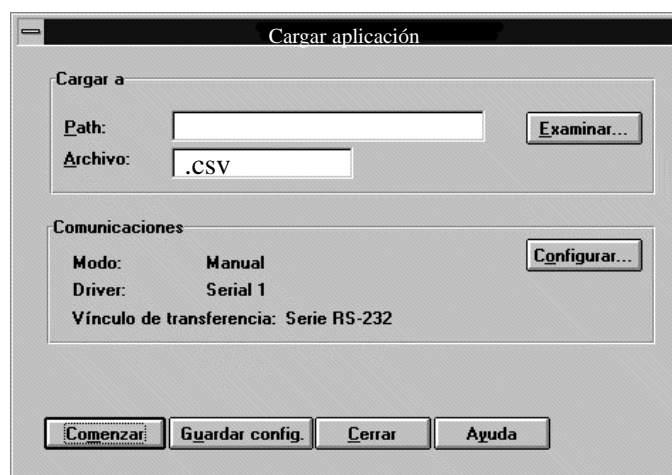 Cargar aplicación
Cargar a
Path:
Examinar...
Archivo:
.csv
Comunicaciones
Modo: Manual
Configurar...
Driver: Serial 1
Vínculo de transferencia: Serie RS-232
Comenzar Guardar config. Cerrar Ayuda